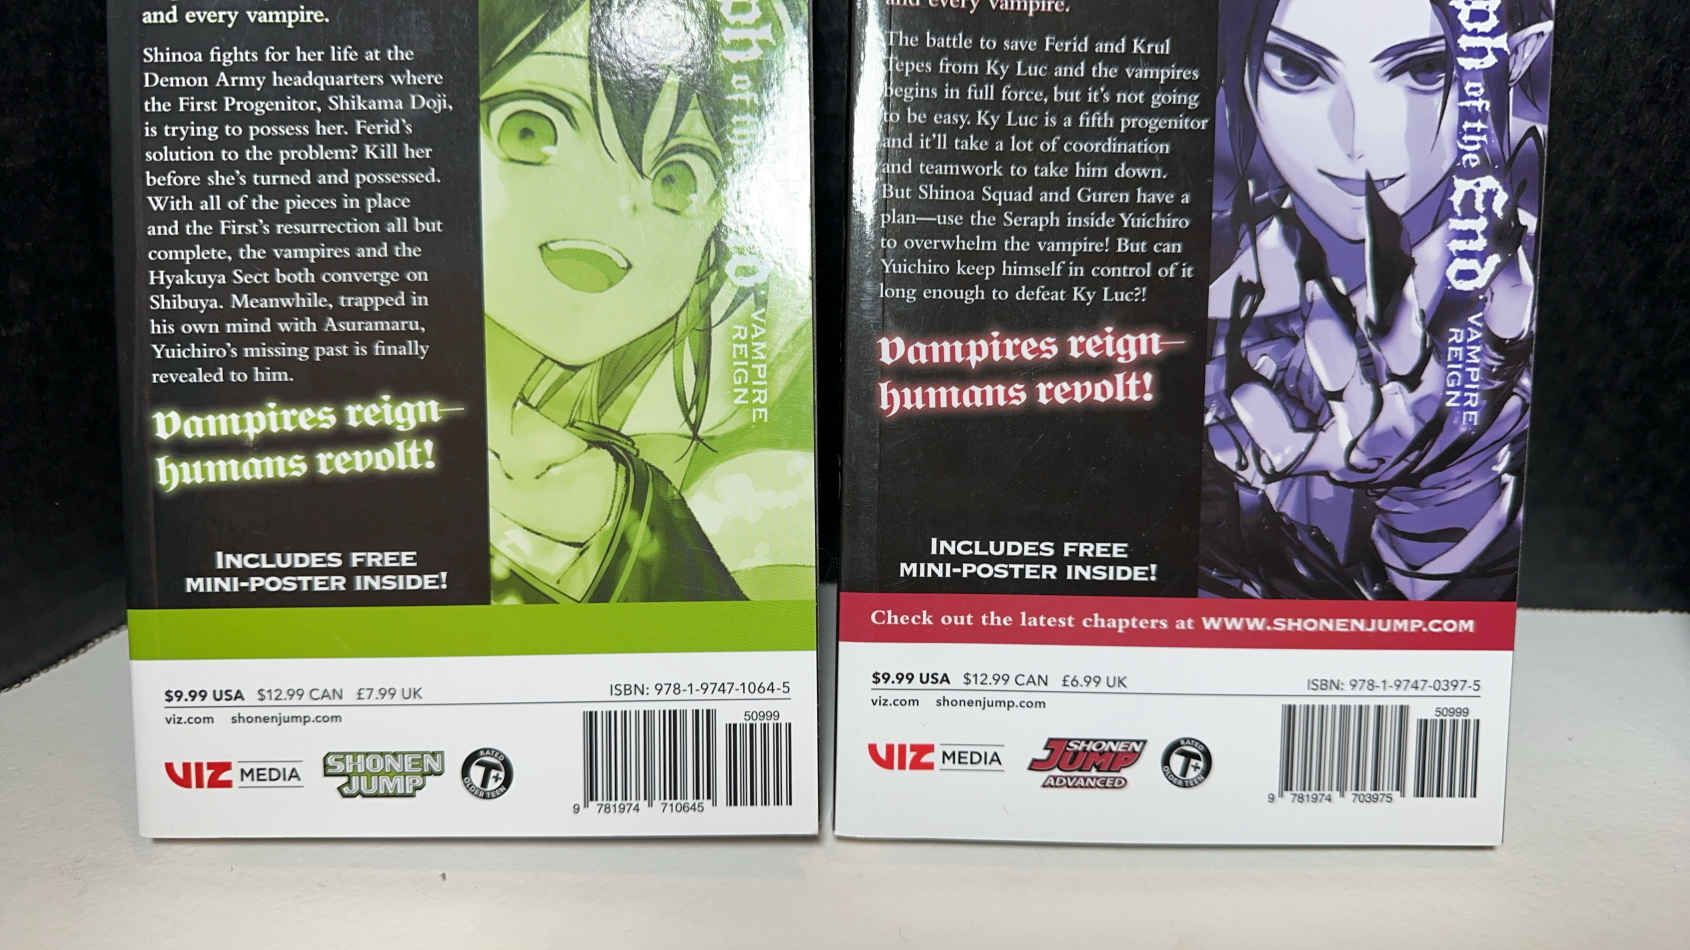 and every vampire.
Shinoa fights for her life at the
Demon Army headquarters where
the First Progenitor, Shikama Doji,
is trying to possess her. Ferid's
solution to the problem? Kill her
before she's turned and possessed.
With all of the pieces in place
and the First's resurrection all but
complete, the vampires and the
Hyakuya Sect both converge on
Shibuya. Meanwhile, trapped in
his own mind with Asuramaru,
Yuichiro's missing past is finally
revealed to him.
Vampires reign—
humans revolt!
INCLUDES FREE
MINI-POSTER INSIDE!
VAMPIRE
REIGN
$9.99 USA $12.99 CAN £7.99 UK
viz.com shonenjump.com
ISBN: 978-1-9747-1064-5
50999
VIZ MEDIA
SHONEN
JUMP
RATED
T+
OLDER TEEN
9 781974 710645
and every vampire.
The battle to save Ferid and Krul
Tepes from Ky Luc and the vampires
begins in full force, but it's not going
to be easy. Ky Luc is a fifth progenitor
and it'll take a lot of coordination
and teamwork to take him down.
But Shinoa Squad and Guren have a
plan—use the Seraph inside Yuichiro
to overwhelm the vampire! But can
Yuichiro keep himself in control of it
long enough to defeat Ky Luc?!
Vampires reign—
humans revolt!
INCLUDES FREE
MINI-POSTER INSIDE!
of the End
VAMPIRE
REIGN
Check out the latest chapters at WWW.SHONENJUMP.COM
$9.99 USA $12.99 CAN £6.99 UK
viz.com shonenjump.com
ISBN: 978-1-9747-0397-5
50999
VIZ MEDIA
SHONEN
JUMP
ADVANCED
RATED
T+
OLDER TEEN
9 781974 703975